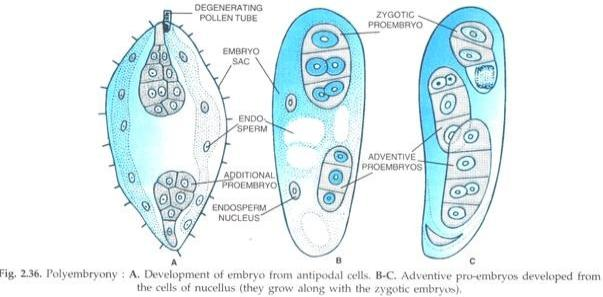 DEGENERATING
POLLEN TUBE
ZYGOTIC
PROEMBRYO
EMBRYO
SAC
ENDO
SPERM
ADDITIONAL
PROEMBRYO
ENDOSPERM
NUCLEUS
ADVENTIVE
PROEMBRYOS
A
B
C
Fig. 2.36. Polyembryony : A. Development of embryo from antipodal cells. B-C. Adventive pro-embryos developed from
the cells of nucellus (they grow along with the zygotic embryos).